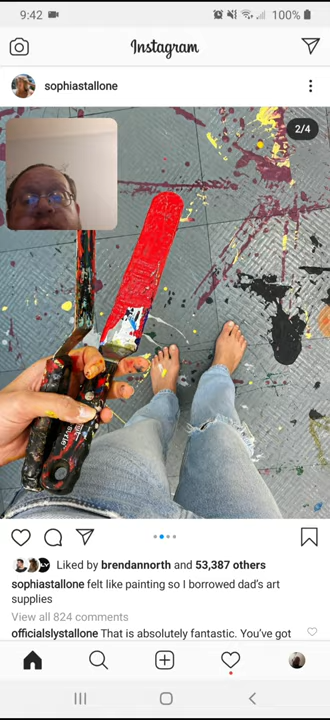 9:42
100%
Instagram
sophiastallone
2/4
Liked by brendannorth and 53,387 others
sophiastallone felt like painting so I borrowed dad's art
supplies
View all 824 comments
officialslystallone That is absolutely fantastic. You've got